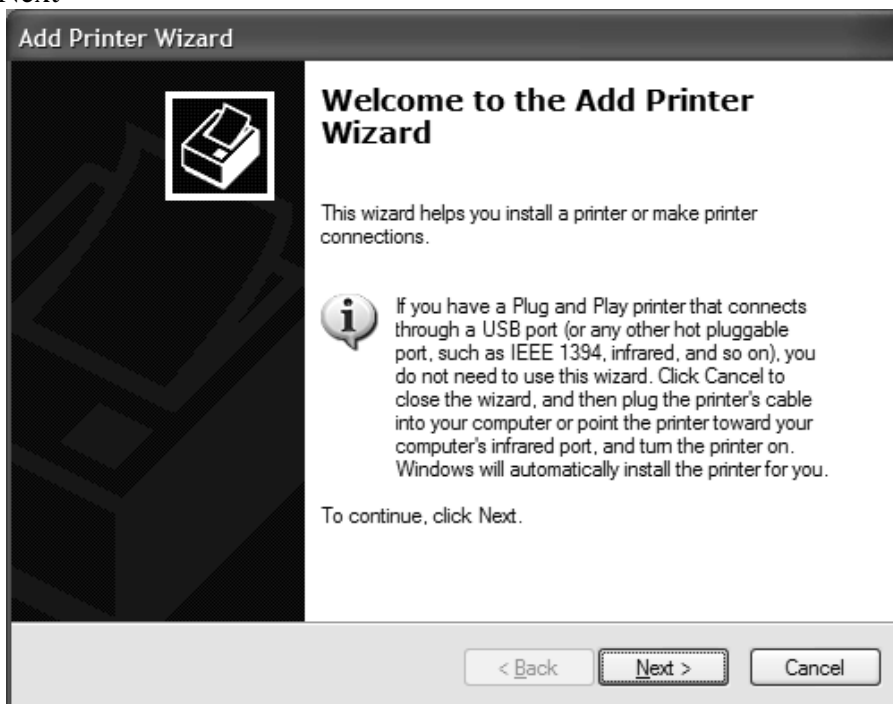 Next
Add Printer Wizard
Welcome to the Add Printer
Wizard
This wizard helps you install a printer or make printer
connections.
If you have a Plug and Play printer that connects
through a USB port (or any other hot pluggable
port, such as IEEE 1394, infrared, and so on), you
do not need to use this wizard. Click Cancel to
close the wizard, and then plug the printer's cable
into your computer or point the printer toward your
computer's infrared port, and turn the printer on.
Windows will automatically install the printer for you.
To continue, click Next.
< Back Next > Cancel